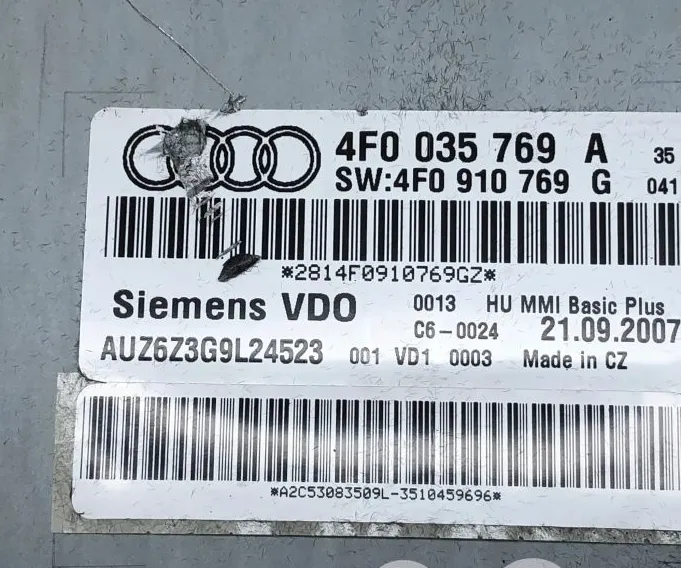 4F0 035 769 A 35
SW:4F0 910 769 G 041
*2814F0910769GZ*
Siemens VDO 0013 HU MMI Basic Plus
C6-0024 21.09.2007
AUZ6Z3G9L24523 001 VD1 0003 Made in CZ
*A2C53083509L-3510459696*